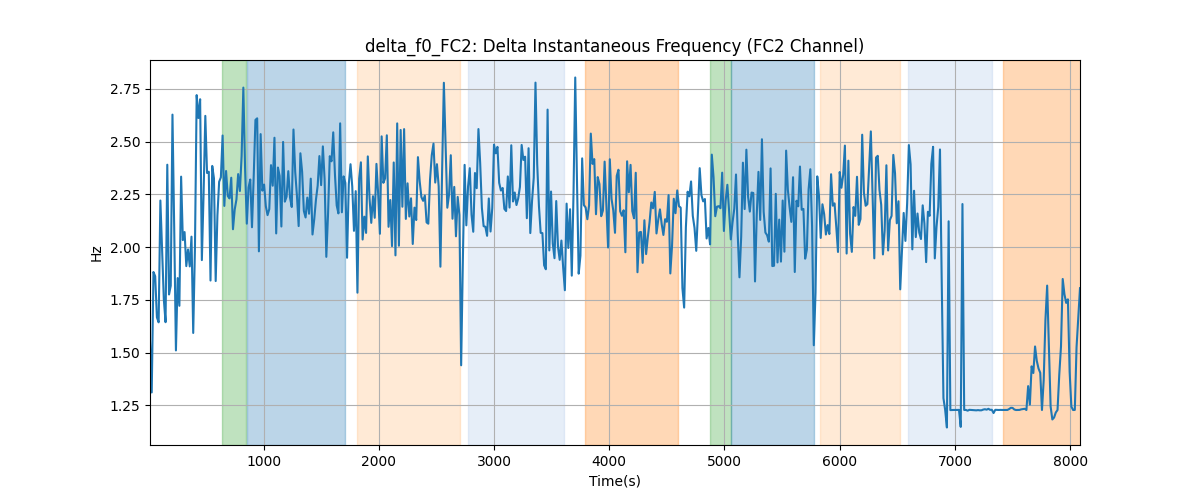 delta_f0_FC2: Delta Instantaneous Frequency (FC2 Channel)
2.75
2.50
2.25
2.00
1.75
1.50
1.25
Hz
1000 2000 3000 4000 5000 6000 7000 8000
Time(s)